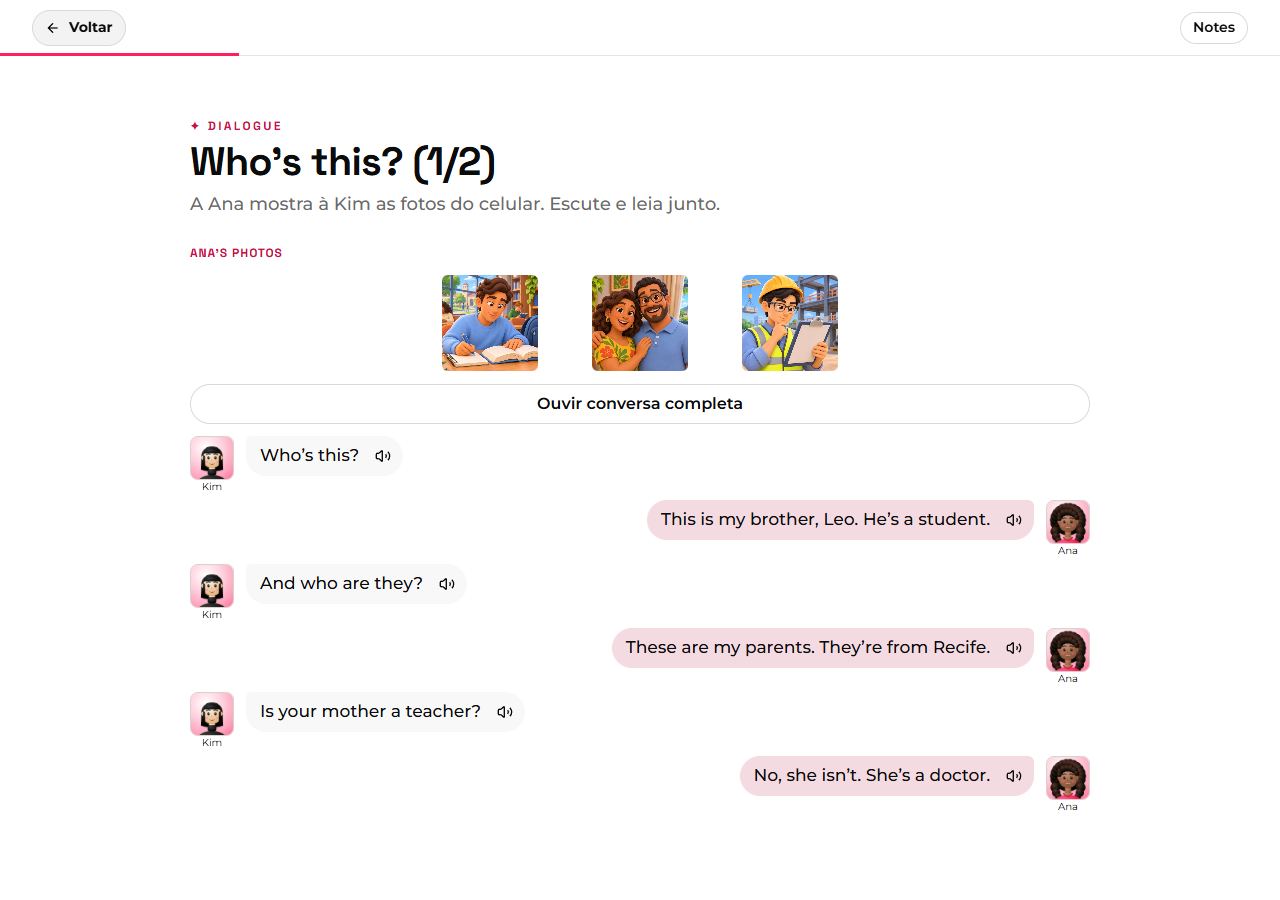 Voltar
Notes
✦ DIALOGUE
Who’s this? (1/2)
A Ana mostra à Kim as fotos do celular. Escute e leia junto.
ANA’S PHOTOS
Ouvir conversa completa
Who’s this?
Kim
This is my brother, Leo. He’s a student.
Ana
And who are they?
Kim
These are my parents. They’re from Recife.
Ana
Is your mother a teacher?
Kim
No, she isn’t. She’s a doctor.
Ana